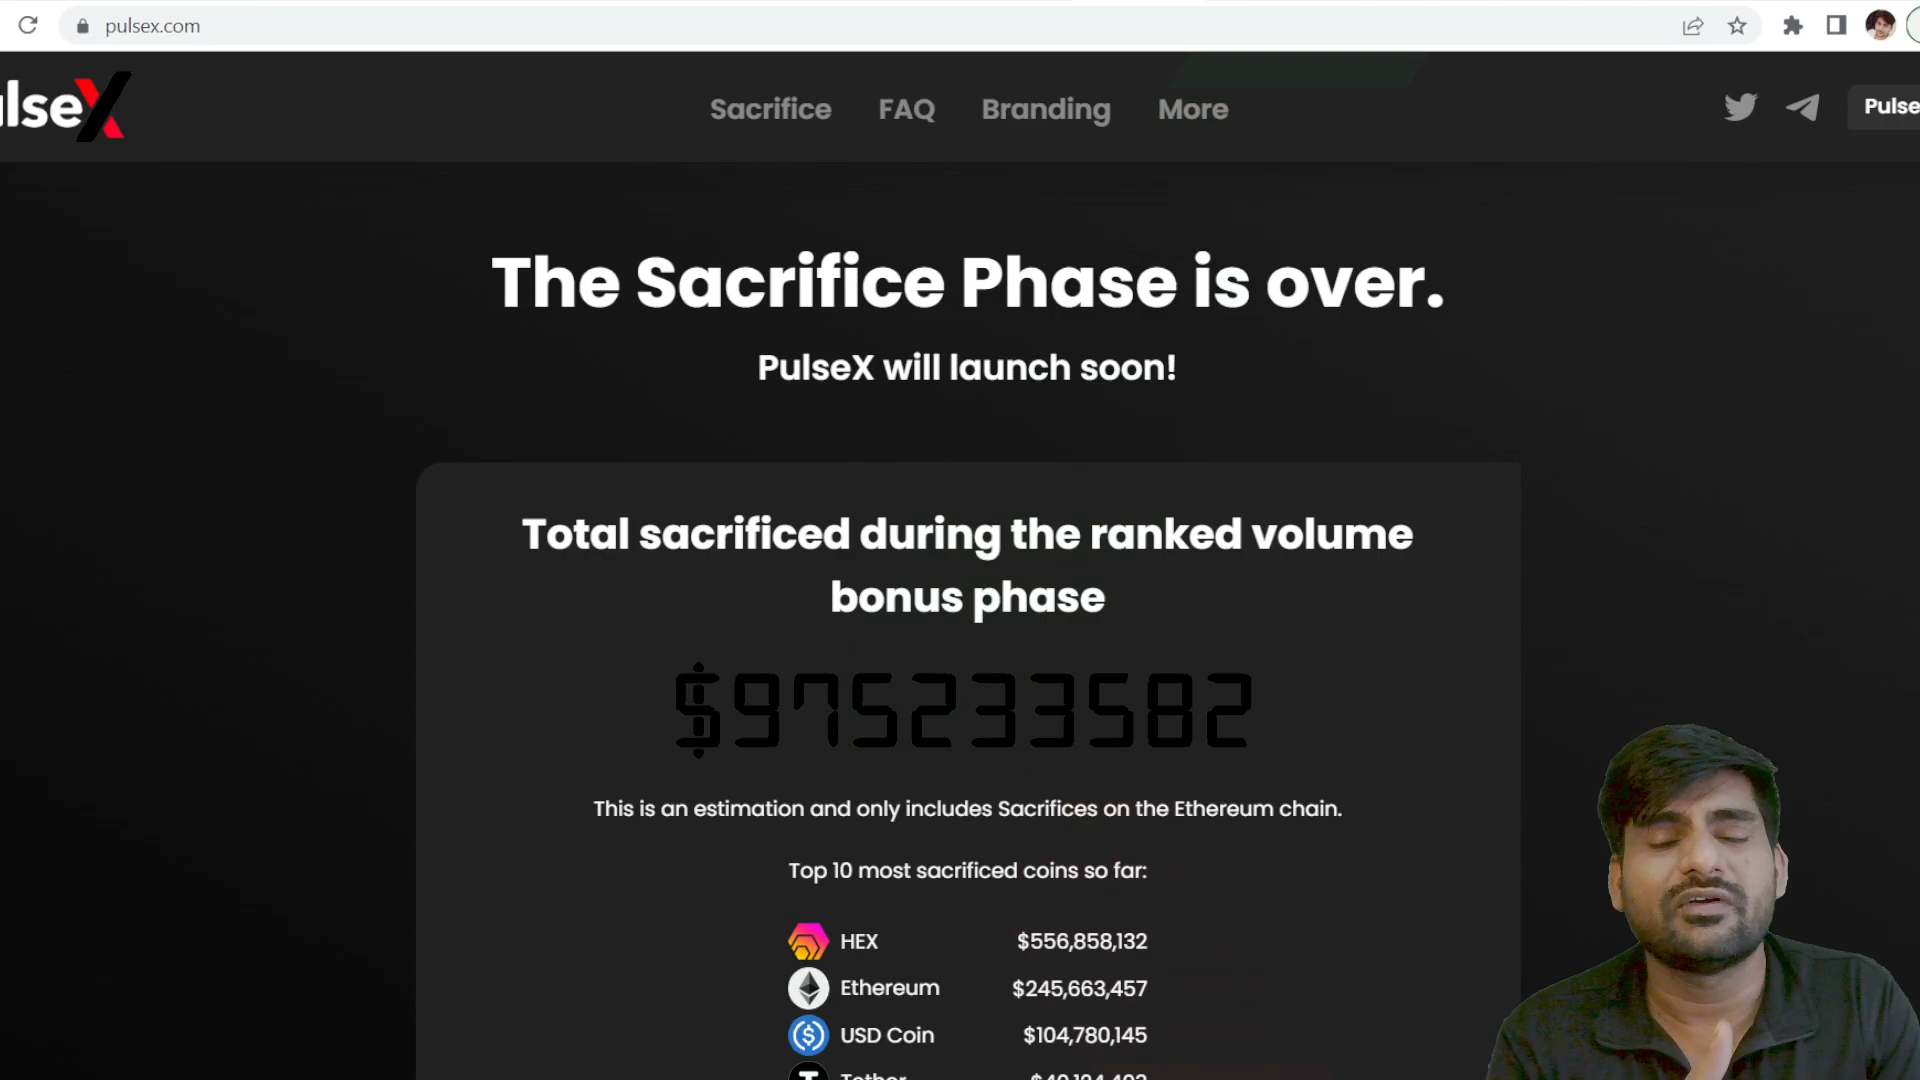 pulsex.com
lseX
Sacrifice
FAQ
Branding
More
Pulse
The Sacrifice Phase is over.
PulseX will launch soon!
Total sacrificed during the ranked volume
bonus phase
$975233582
This is an estimation and only includes Sacrifices on the Ethereum chain.
Top 10 most sacrificed coins so far:
HEX $556,858,132
Ethereum $245,663,457
USD Coin $104,780,145